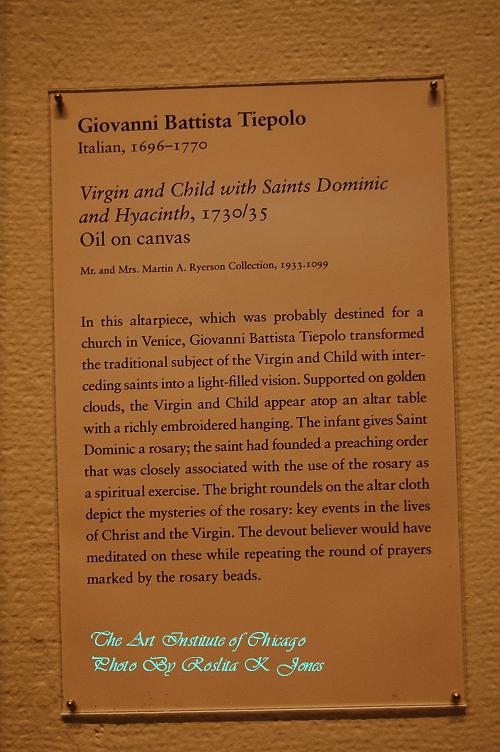 Giovanni Battista Tiepolo
Italian, 1696–1770
Virgin and Child with Saints Dominic
and Hyacinth, 1730/35
Oil on canvas
Mr. and Mrs. Martin A. Ryerson Collection, 1933.1099
In this altarpiece, which was probably destined for a
church in Venice, Giovanni Battista Tiepolo transformed
the traditional subject of the Virgin and Child with inter-
ceding saints into a light-filled vision. Supported on golden
clouds, the Virgin and Child appear atop an altar table
with a richly embroidered hanging. The infant gives Saint
Dominic a rosary; the saint had founded a preaching order
that was closely associated with the use of the rosary as
a spiritual exercise. The bright roundels on the altar cloth
depict the mysteries of the rosary: key events in the lives
of Christ and the Virgin. The devout believer would have
meditated on these while repeating the round of prayers
marked by the rosary beads.
The Art Institute of Chicago
Photo By Roslita K. Jones